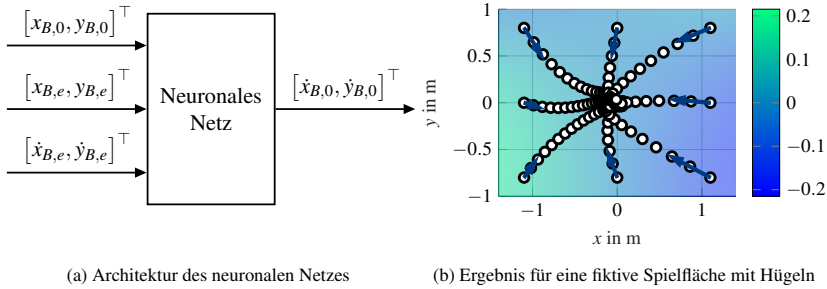 [x_{B,0}, y_{B,0}]^⊤
[x_{B,e}, y_{B,e}]^⊤
[ẋ_{B,e}, ẏ_{B,e}]^⊤
Neuronales
Netz
[ẋ_{B,0}, ẏ_{B,0}]^⊤
(a) Architektur des neuronalen Netzes
y in m
1
0.5
0
−0.5
−1
−1
0
1
x in m
0.2
0.1
0
−0.1
−0.2
(b) Ergebnis für eine fiktive Spielfläche mit Hügeln